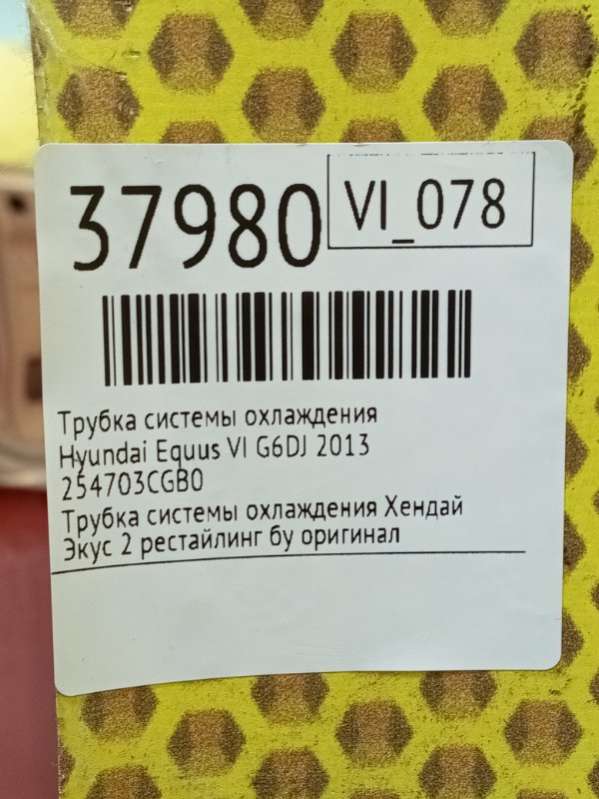 37980
VI_078
Трубка системы охлаждения
Hyundai Equus VI G6DJ 2013
254703CGB0
Трубка системы охлаждения Хендай
Экус 2 рестайлинг бу оригинал